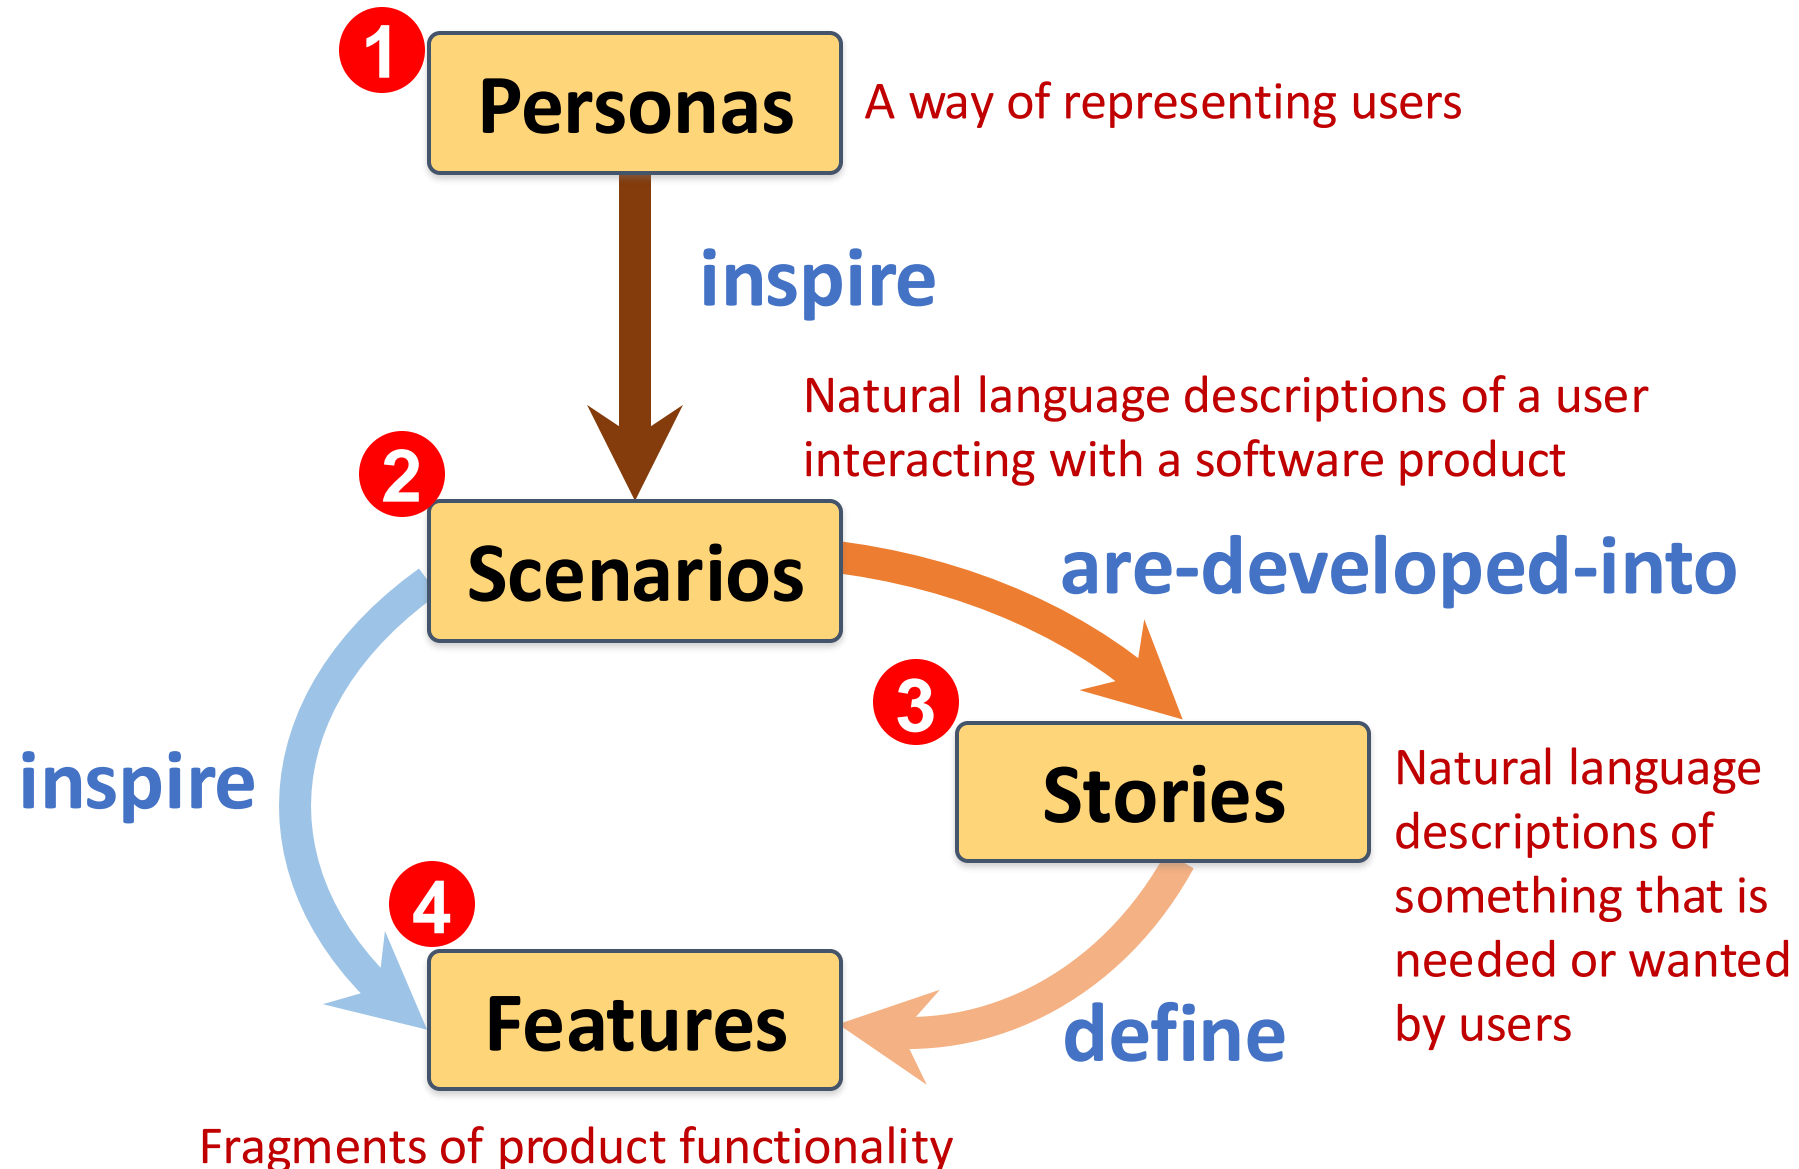 1
Personas
A way of representing users
inspire
Natural language descriptions of a user
interacting with a software product
2
Scenarios
are-developed-into
3
Stories
Natural language
descriptions of
something that is
needed or wanted
by users
inspire
4
Features
define
Fragments of product functionality